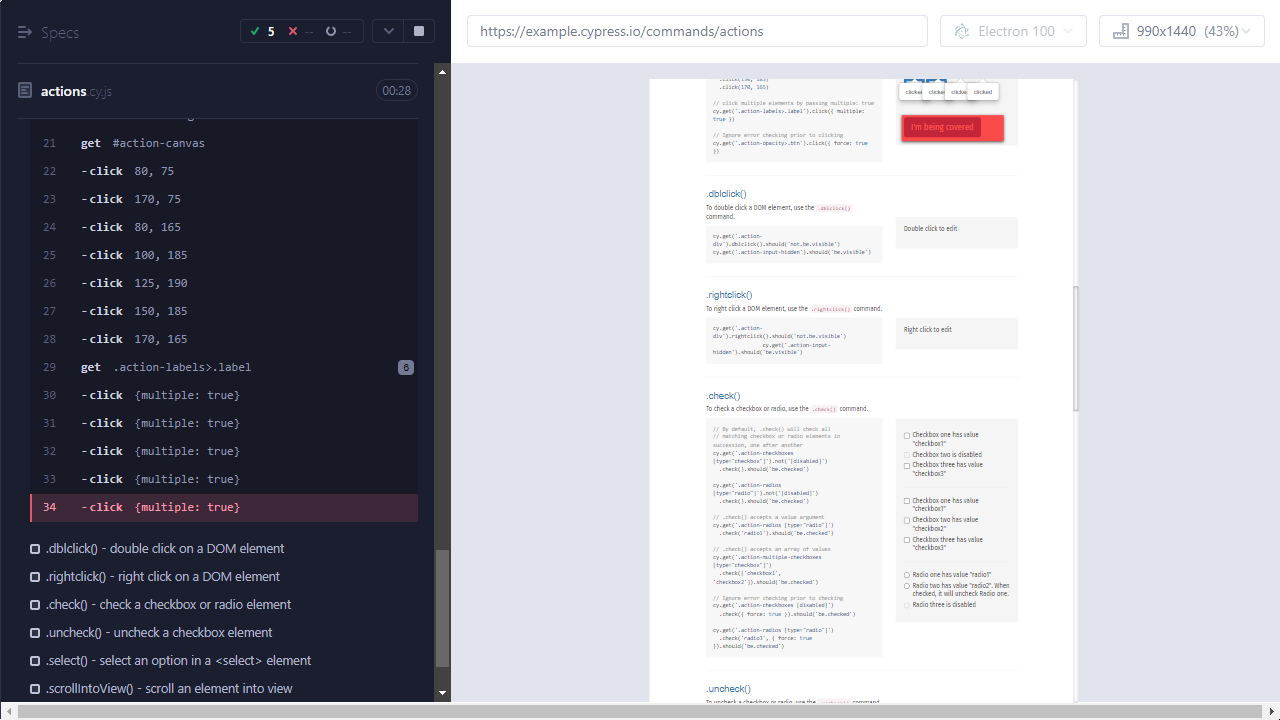 Specs
5
--
--
https://example.cypress.io/commands/actions
Electron 100
990x1440 (43%)
actions.cy.js
00:28
21 get #action-canvas
22 -click 80, 75
23 -click 170, 75
24 -click 80, 165
25 -click 100, 185
26 -click 125, 190
27 -click 150, 185
28 -click 170, 165
29 get .action-labels>.label 6
30 -click {multiple: true}
31 -click {multiple: true}
32 -click {multiple: true}
33 -click {multiple: true}
34 -click {multiple: true}
.dblclick() - double click on a DOM element
.rightclick() - right click on a DOM element
.check() - check a checkbox or radio element
.uncheck() - uncheck a checkbox element
.select() - select an option in a <select> element
.scrollIntoView() - scroll an element into view
.click(170, 165)
// click multiple elements by passing multiple: true
cy.get('.action-labels>.label').click({ multiple:
true })
// Ignore error checking prior to clicking
cy.get('.action-opacity>.btn').click({ force: true
})
clicked
I'm being covered
.dblclick()
To double click a DOM element, use the .dblclick()
command.
cy.get('.action-
div').dblclick().should('not.be.visible')
cy.get('.action-input-hidden').should('be.visible')
Double click to edit
.rightclick()
To right click a DOM element, use the .rightclick() command.
cy.get('.action-
div').rightclick().should('not.be.visible')
cy.get('.action-input-
hidden').should('be.visible')
Right click to edit
.check()
To check a checkbox or radio, use the .check() command.
// By default, .check() will check all
// matching checkbox or radio elements in
succession, one after another
cy.get('.action-checkboxes
[type="checkbox"]').not('[disabled]')
.check().should('be.checked')
cy.get('.action-radios
[type="radio"]').not('[disabled]')
.check().should('be.checked')
// .check() accepts a value argument
cy.get('.action-radios [type="radio"]')
.check('radio1').should('be.checked')
// .check() accepts an array of values
cy.get('.action-multiple-checkboxes
[type="checkbox"]')
.check(['checkbox1',
'checkbox2']).should('be.checked')
// Ignore error checking prior to checking
cy.get('.action-checkboxes [disabled]')
.check({ force: true }).should('be.checked')
cy.get('.action-radios [type="radio"]')
.check('radio3', { force: true
}).should('be.checked')
Checkbox one has value
"checkbox1"
Checkbox two is disabled
Checkbox three has value
"checkbox3"
Checkbox one has value
"checkbox1"
Checkbox two has value
"checkbox2"
Checkbox three has value
"checkbox3"
Radio one has value "radio1"
Radio two has value "radio2". When
checked, it will uncheck Radio one.
Radio three is disabled
.uncheck()
To uncheck a checkbox or radio, use the